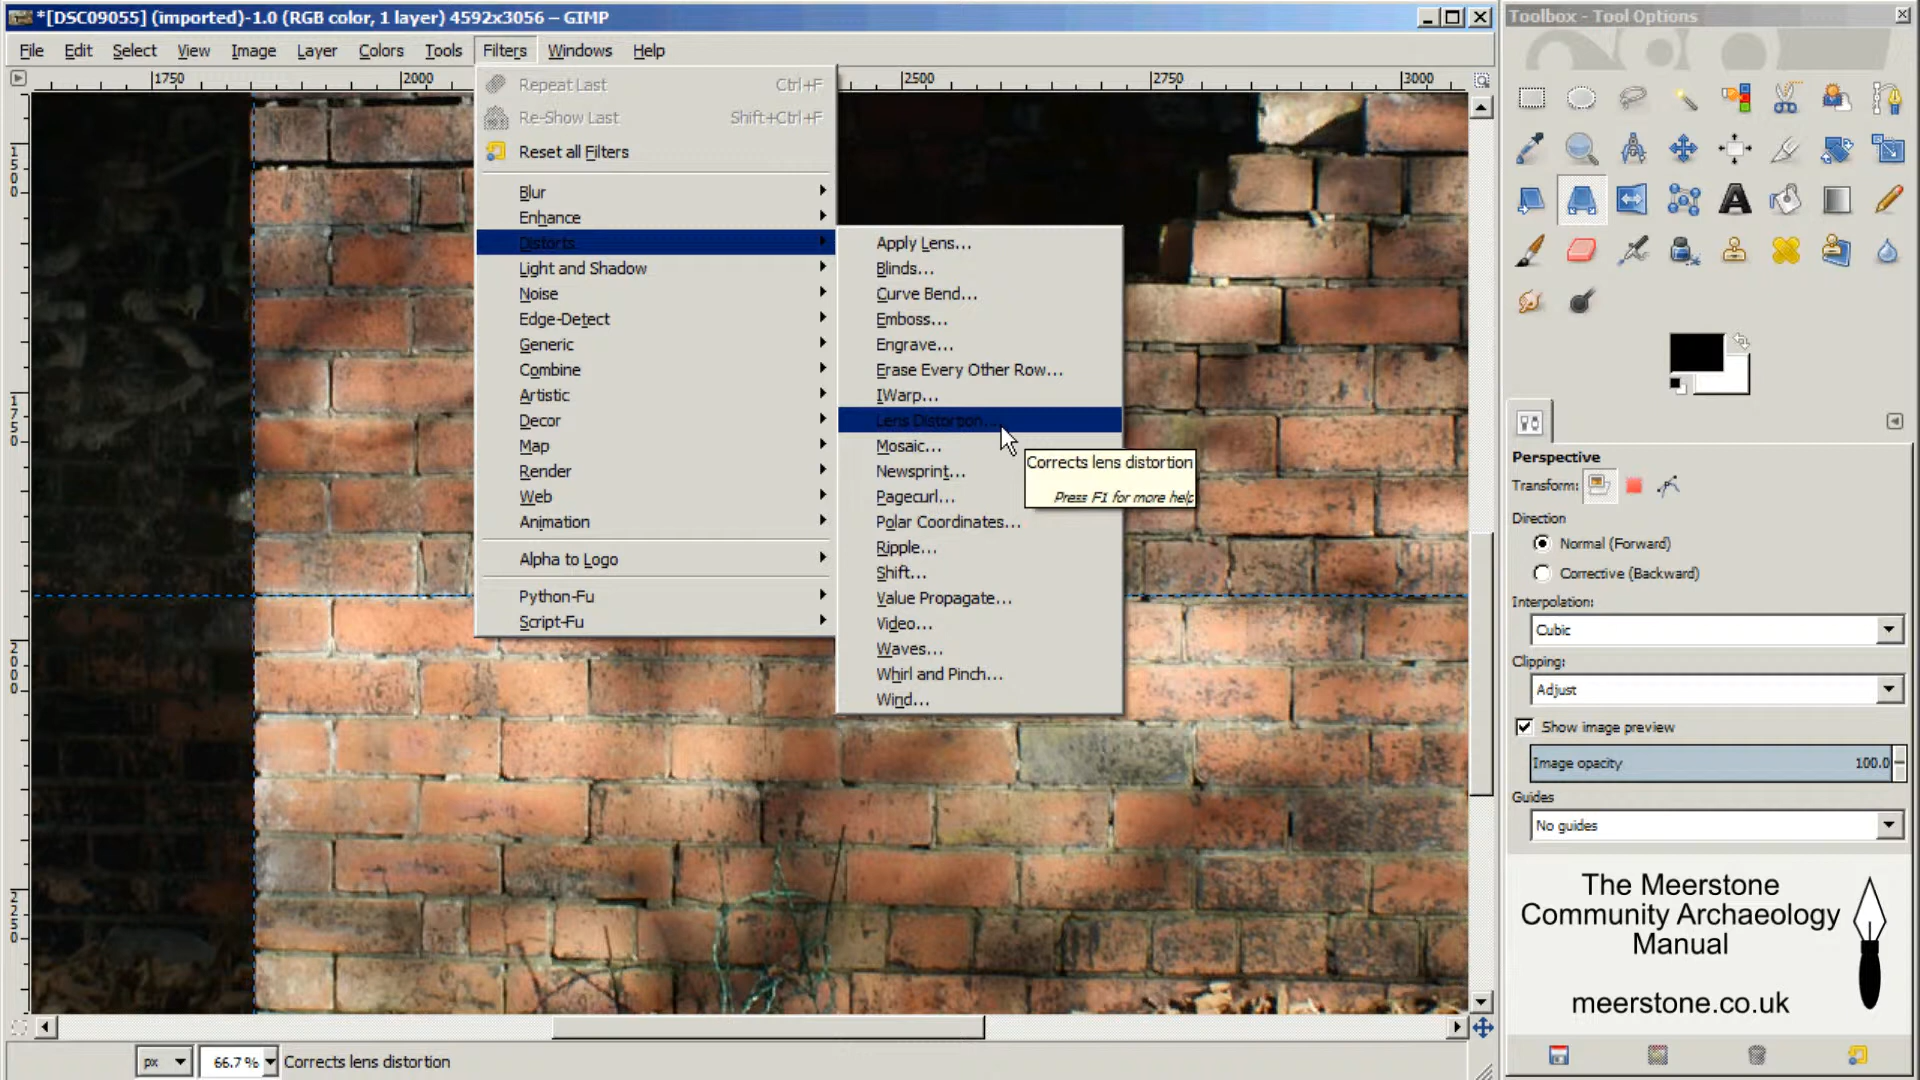 *[DSC09055] (imported)-1.0 (RGB color, 1 layer) 4592x3056 – GIMP
File Edit Select View Image Layer Colors Tools Filters Windows Help
1750 2000 2500 2750 3000
1500
1750
2000
2250
Repeat Last Ctrl+F
Re-Show Last Shift+Ctrl+F
Reset all Filters
Blur
Enhance
Distorts
Light and Shadow
Noise
Edge-Detect
Generic
Combine
Artistic
Decor
Map
Render
Web
Animation
Alpha to Logo
Python-Fu
Script-Fu
Apply Lens...
Blinds...
Curve Bend...
Emboss...
Engrave...
Erase Every Other Row...
IWarp...
Lens Distortion...
Mosaic...
Newsprint...
Pagecurl...
Polar Coordinates...
Ripple...
Shift...
Value Propagate...
Video...
Waves...
Whirl and Pinch...
Wind...
Corrects lens distortion
Press F1 for more help
px 66.7% Corrects lens distortion
Toolbox - Tool Options
Perspective
Transform:
Direction
Normal (Forward)
Corrective (Backward)
Interpolation:
Cubic
Clipping:
Adjust
Show image preview
Image opacity 100.0
Guides
No guides
The Meerstone
Community Archaeology
Manual
meerstone.co.uk